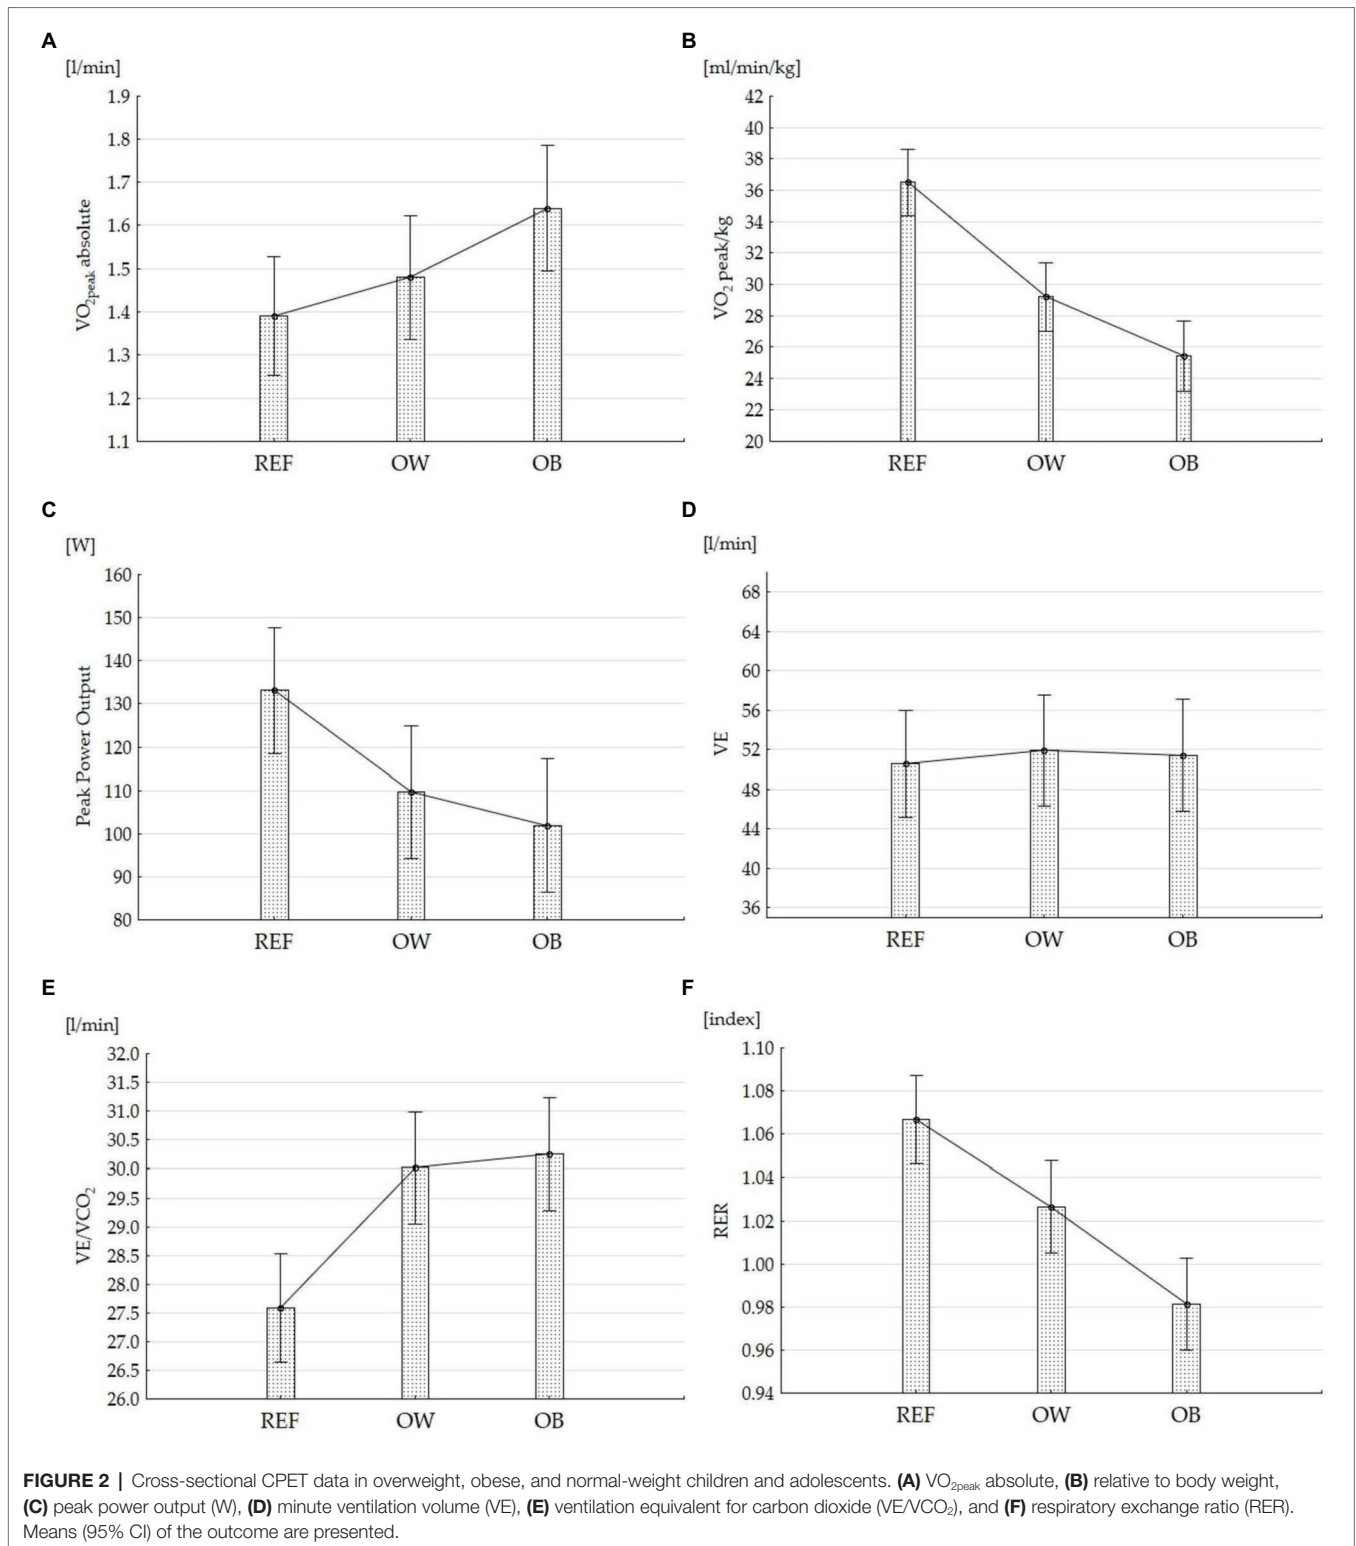 A
[l/min]
1.9
1.8
1.7
1.6
1.5
1.4
1.3
1.2
1.1
VO2peak absolute
REF OW OB
B
[ml/min/kg]
42
40
38
36
34
32
30
28
26
24
22
20
VO2 peak/kg
REF OW OB
C
[W]
160
150
140
130
120
110
100
90
80
Peak Power Output
REF OW OB
D
[l/min]
68
64
60
56
52
48
44
40
36
VE
REF OW OB
E
[l/min]
32.0
31.5
31.0
30.5
30.0
29.5
29.0
28.5
28.0
27.5
27.0
26.5
26.0
VE/VCO2
REF OW OB
F
[index]
1.10
1.08
1.06
1.04
1.02
1.00
0.98
0.96
0.94
RER
REF OW OB
FIGURE 2 | Cross-sectional CPET data in overweight, obese, and normal-weight children and adolescents. (A) VO2peak absolute, (B) relative to body weight,
(C) peak power output (W), (D) minute ventilation volume (VE), (E) ventilation equivalent for carbon dioxide (VE/VCO2), and (F) respiratory exchange ratio (RER).
Means (95% CI) of the outcome are presented.